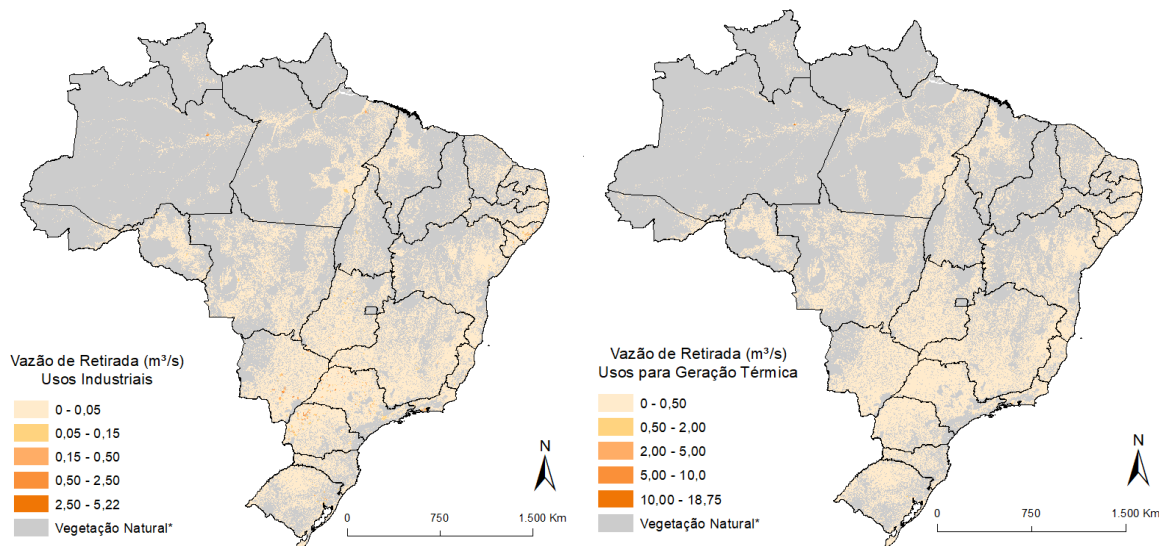 Vazão de Retirada (m³/s)
Usos Industriais
0 - 0,05
0,05 - 0,15
0,15 - 0,50
0,50 - 2,50
2,50 - 5,22
Vegetação Natural*
N
0 750 1.500 Km
Vazão de Retirada (m³/s)
Usos para Geração Térmica
0 - 0,50
0,50 - 2,00
2,00 - 5,00
5,00 - 10,0
10,00 - 18,75
Vegetação Natural*
N
0 750 1.500 Km